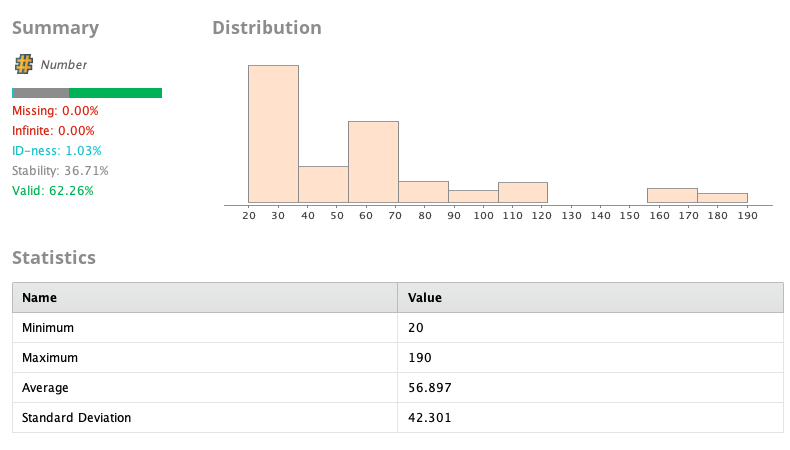 Summary
Distribution
# Number
Missing: 0.00%
Infinite: 0.00%
ID-ness: 1.03%
Stability: 36.71%
Valid: 62.26%
20 30 40 50 60 70 80 90 100 110 120 130 140 150 160 170 180 190
Statistics
Name Value
Minimum 20
Maximum 190
Average 56.897
Standard Deviation 42.301